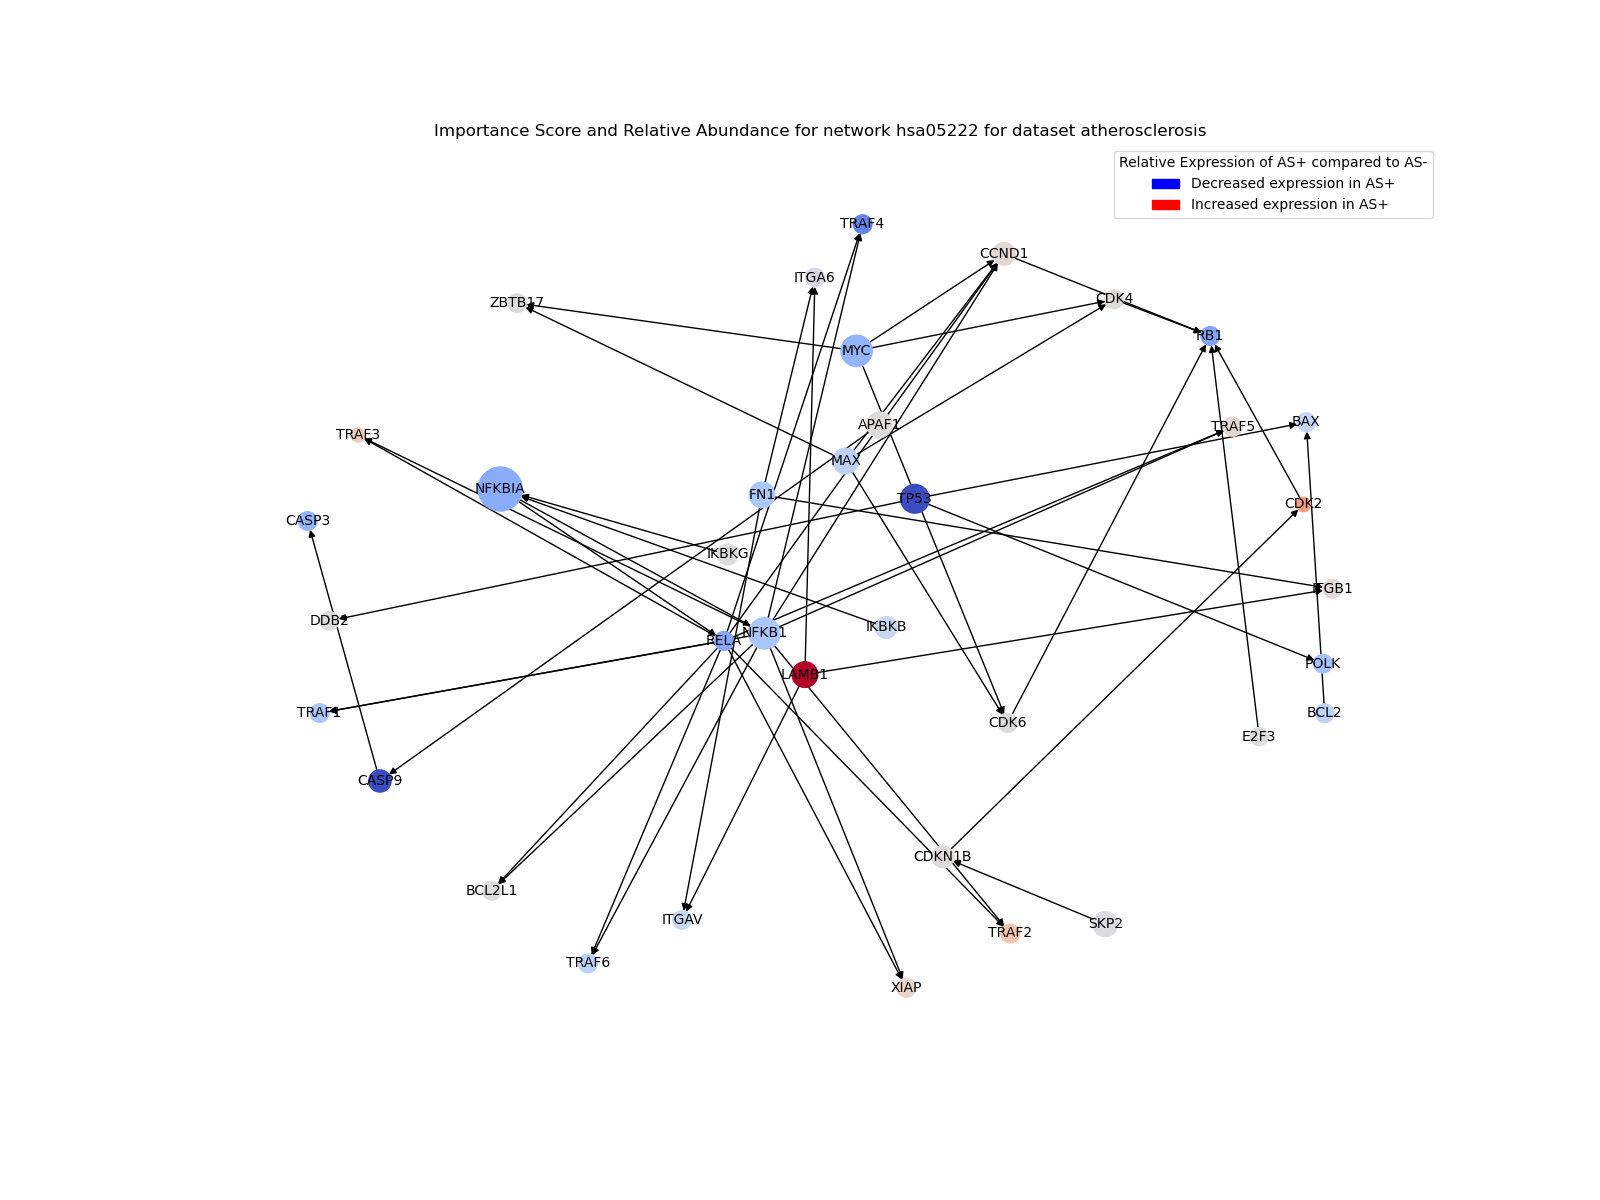 Importance Score and Relative Abundance for network hsa05222 for dataset atherosclerosis
Relative Expression of AS+ compared to AS-
Decreased expression in AS+
Increased expression in AS+
TRAF4
CCND1
ITGA6
ZBTB17
CDK4
RB1
MYC
BAX
APAF1
TRAF5
TRAF3
MAX
NFKBIA
FN1
TP53
CDK2
CASP3
IKBKG
ITGB1
DDB2
IKBKB
RELA
NFKB1
POLK
LAMB1
TRAF1
BCL2
CDK6
E2F3
CASP9
CDKN1B
BCL2L1
ITGAV
SKP2
TRAF2
TRAF6
XIAP